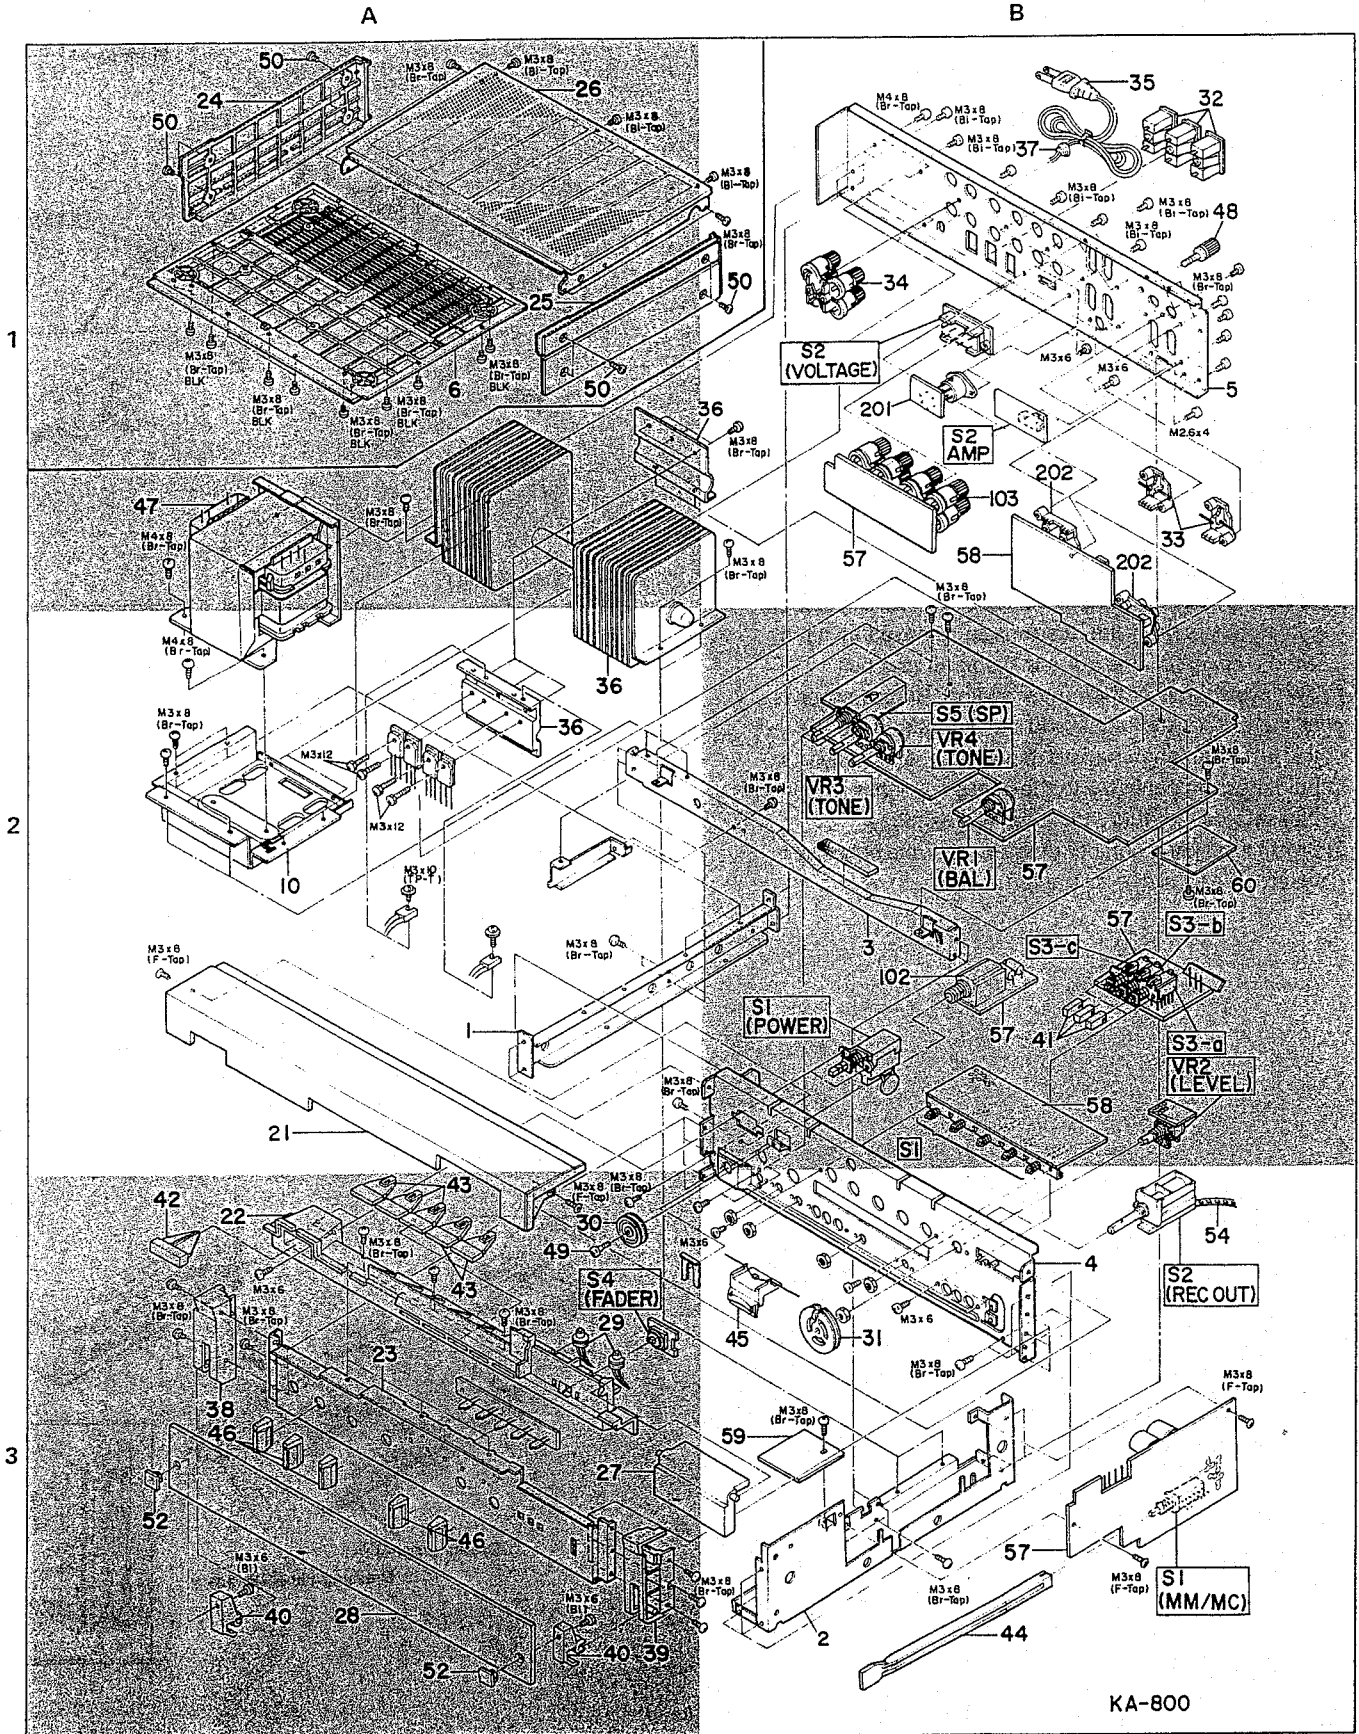 A
B
50
24
50
M3x8
(Br-Tap)
M3x8
(Bi-Tap)
26
M3x8
(Bi-Tap)
M3x8
(Bi-Tap)
M3x8
(Br-Tap)
50
25
6
50
M3x8
(Br-Tap)
BLK
M3x8
(Br-Tap)
BLK
M3x8
(Br-Tap)
BLK
M3x8
(Br-Tap)
BLK
M3x8
(Br-Tap)
BLK
1
M4x8
(Br-Tap)
M3x8
(Bi-Tap)
M3x8
(Bi-Tap)
35
32
37
M3x8
(Bi-Tap)
M3x8
(Bi-Tap)
M3x8
(Bi-Tap)
48
M3x8
(Br-Tap)
34
S2
(VOLTAGE)
M3x6
M3x6
5
201
S2
AMP
M2.6x4
36
M3x8
(Br-Tap)
202
103
33
57
58
202
47
M3x8
(Br-Tap)
M4x8
(Br-Tap)
M3x8
(Br-Tap)
M3x8
(Br-Tap)
M4x8
(Br-Tap)
36
36
M3x8
(Br-Tap)
M3x12
M3x12
10
M3x10
(TP-T)
2
S5 (SP)
VR4
(TONE)
VR3
(TONE)
M3x8
(Br-Tap)
M3x8
(Bi-Tap)
VR1
(BAL)
57
60
M3x8
(Br-Tap)
3
57
S3-b
S3-c
102
57
41
S3-a
VR2
(LEVEL)
M3x8
(F-Tap)
M3x8
(Br-Tap)
S1
(POWER)
1
M3x8
(Br-Tap)
58
S1
21
42
22
43
43
M3x8
(F-Tap)
M3x8
(Br-Tap)
30
49
M3x6
54
4
S2
(REC OUT)
M3x8
(Br-Tap)
M3x6
M3x8
(Br-Tap)
M3x8
(Br-Tap)
M3x8
(Br-Tap)
S4
(FADER)
29
45
31
M3x6
M3x8
(Br-Tap)
23
38
46
3
M3x8
(Br-Tap)
59
27
M3x8
(F-Tap)
52
46
57
M3x6
(Bl)
40
28
M3x6
(Bl)
40
39
M3x8
(Br-Tap)
M3x8
(Br-Tap)
M3x8
(F-Tap)
S1
(MM/MC)
2
44
52
KA-800